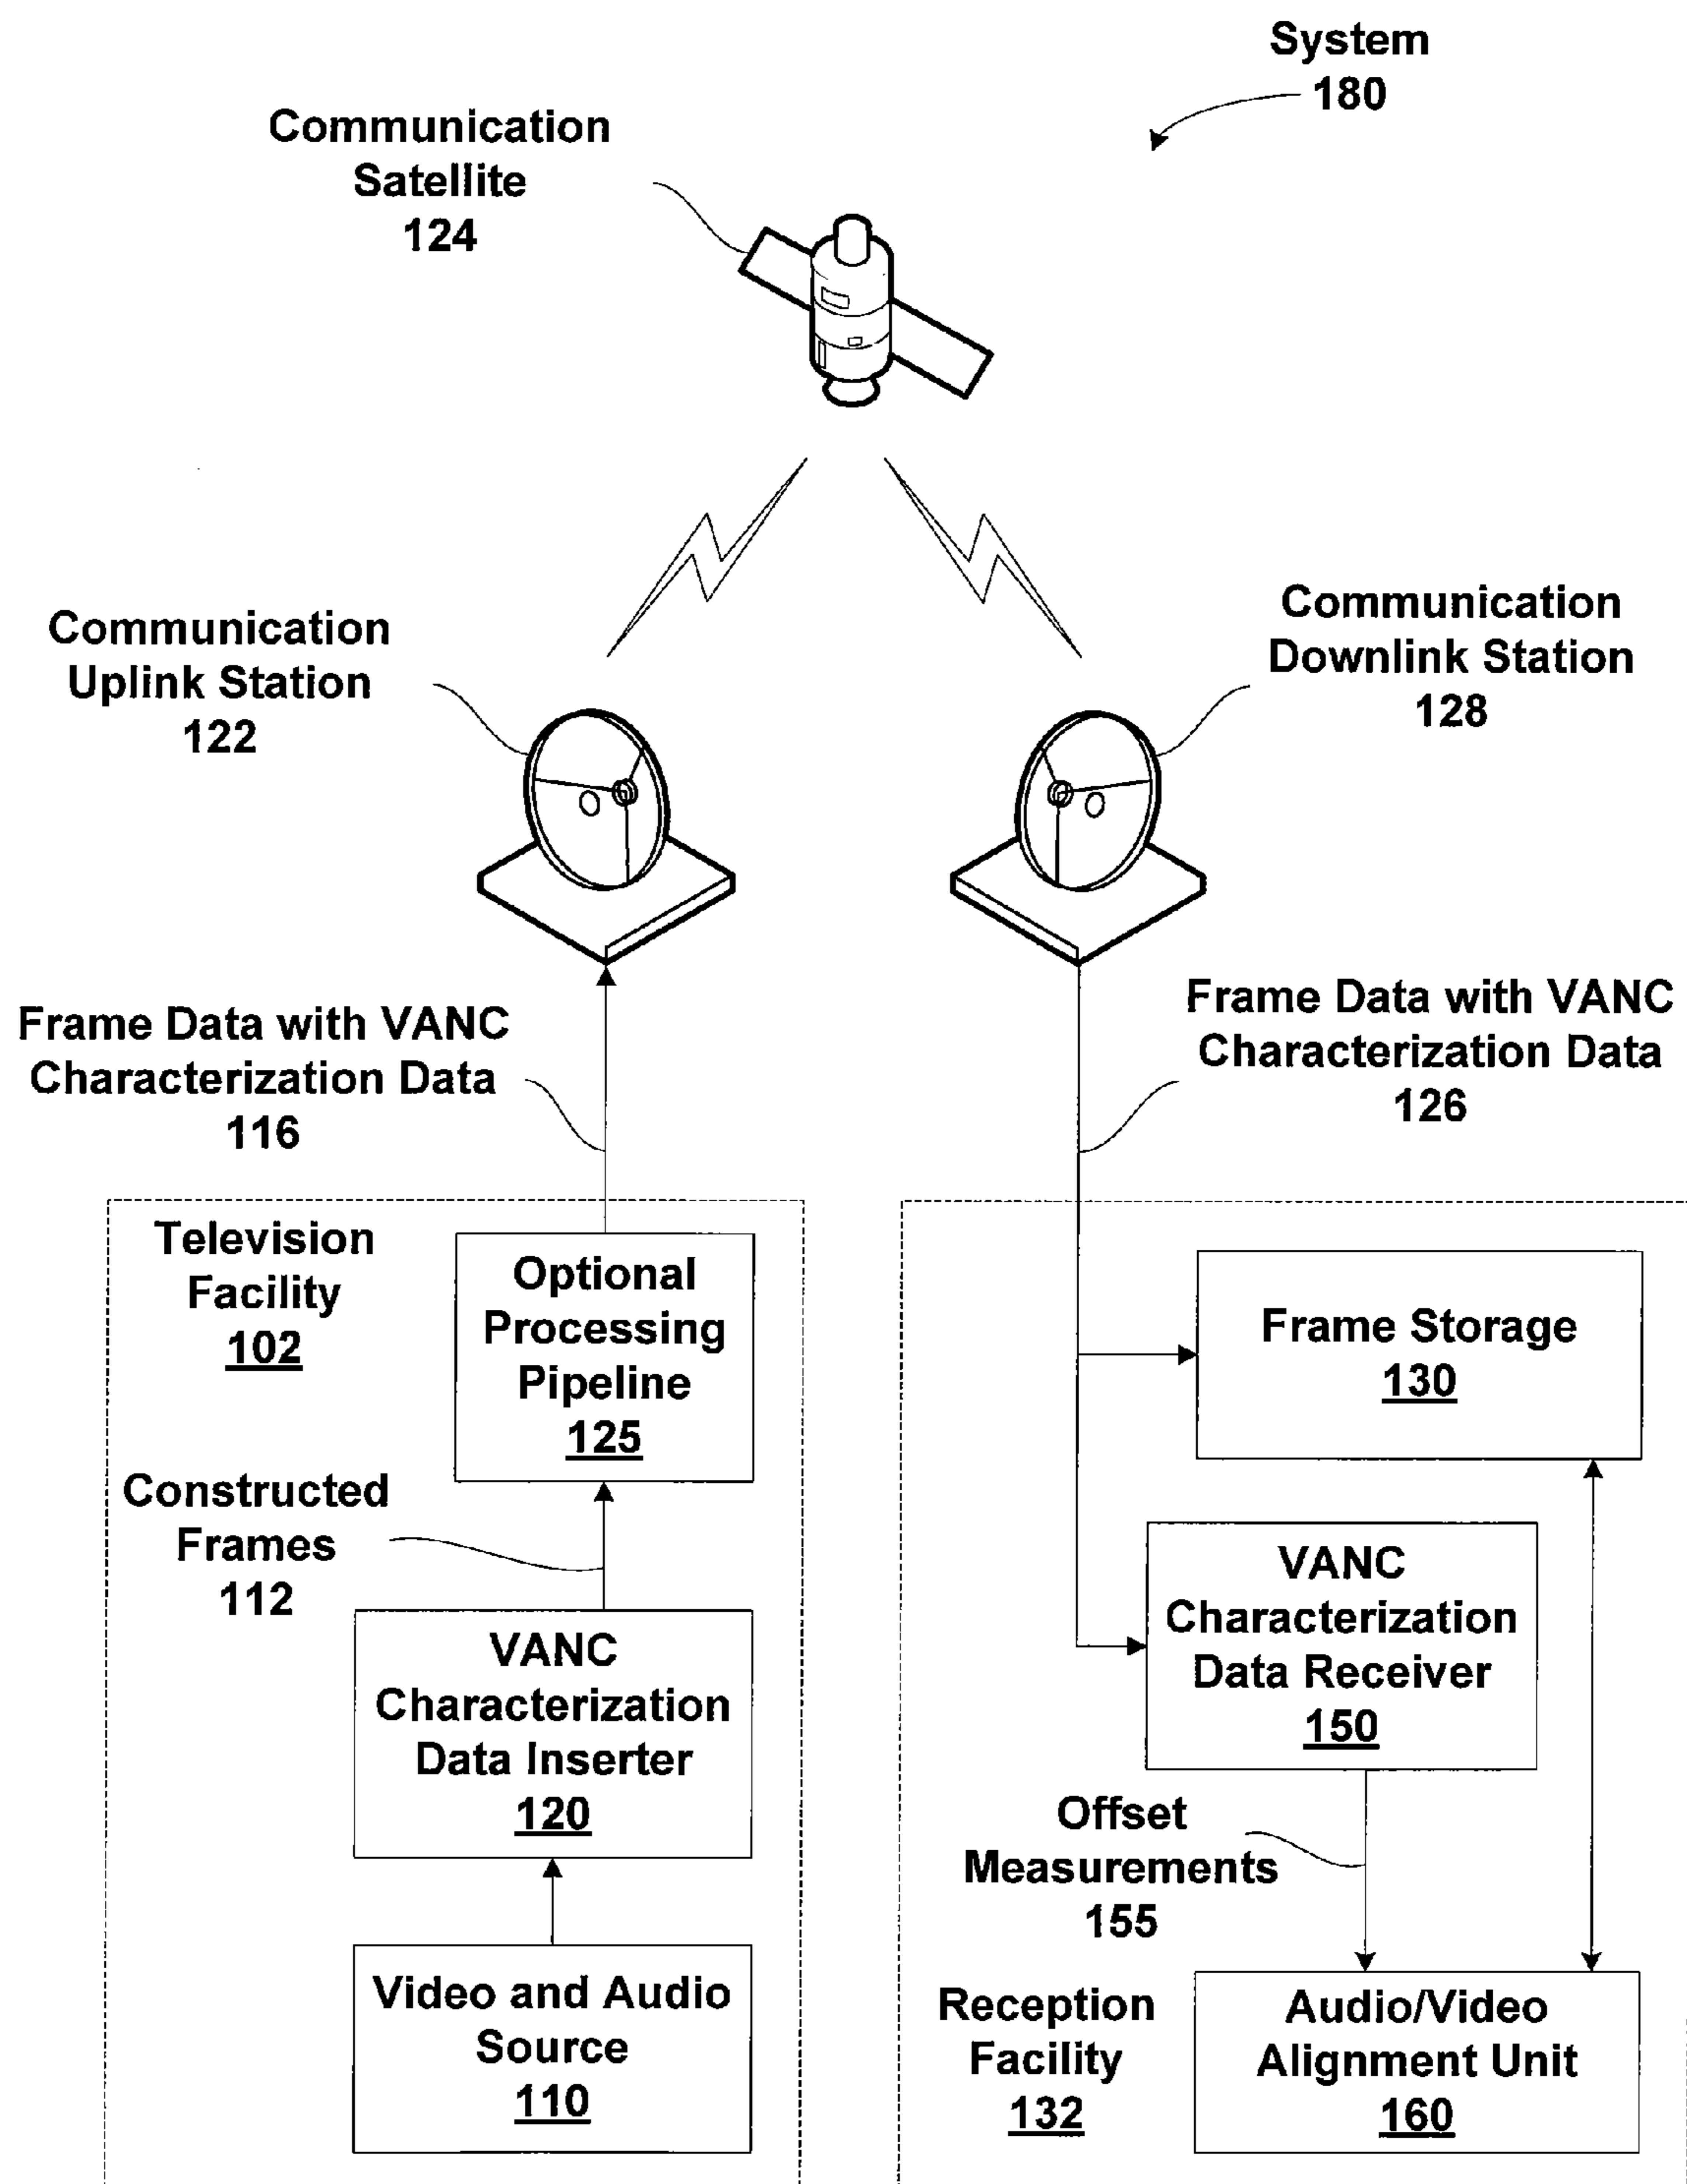 System
180
Communication
Satellite
124
Communication
Uplink Station
122
Communication
Downlink Station
128
Frame Data with VANC
Characterization Data
116
Frame Data with VANC
Characterization Data
126
Television
Facility
102
Optional
Processing
Pipeline
125
Constructed
Frames
112
VANC
Characterization
Data Inserter
120
Video and Audio
Source
110
Frame Storage
130
VANC
Characterization
Data Receiver
150
Offset
Measurements
155
Reception
Facility
132
Audio/Video
Alignment Unit
160